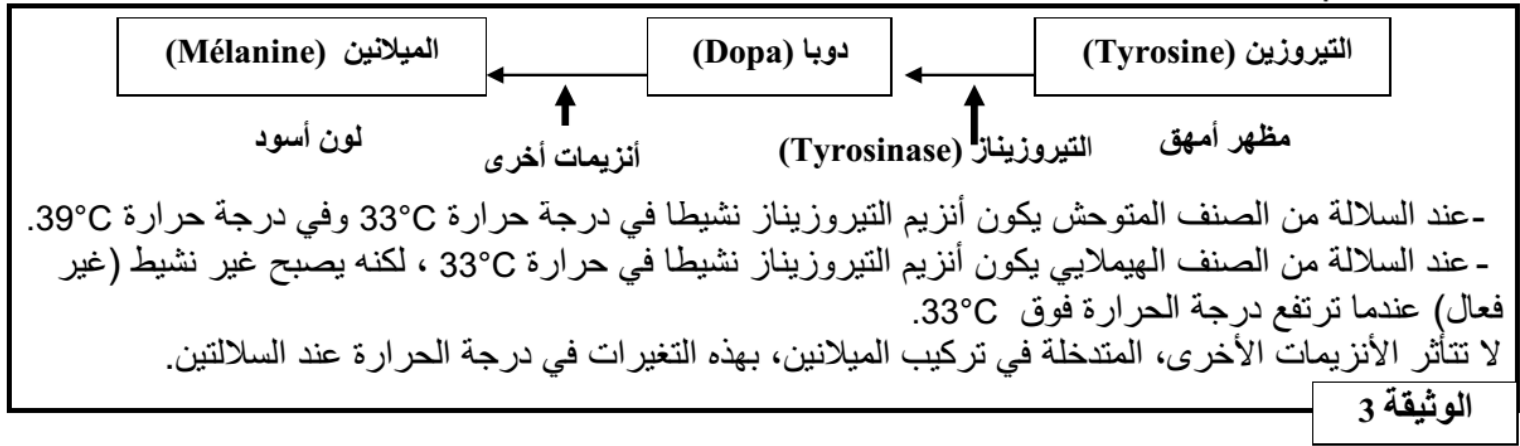 التيروزين (Tyrosine)
دوبا (Dopa)
الميلانين (Mélanine)
مظهر أمهق
التيروزيناز (Tyrosinase)
أنزيمات أخرى
لون أسود
-عند السلالة من الصنف المتوحش يكون أنزيم التيروزيناز نشيطا في درجة حرارة 33°C وفي درجة حرارة 39°C.
- عند السلالة من الصنف الهيملايي يكون أنزيم التيروزيناز نشيطا في حرارة 33°C ، لكنه يصبح غير نشيط (غير
فعال) عندما ترتفع درجة الحرارة فوق 33°C.
لا تتأثر الأنزيمات الأخرى، المتدخلة في تركيب الميلانين، بهذه التغيرات في درجة الحرارة عند السلالتين.
الوثيقة 3